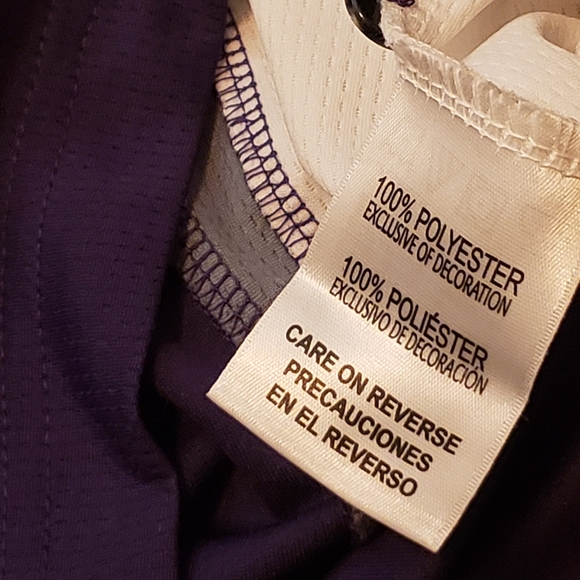 100% POLYESTER
EXCLUSIVE OF DECORATION
100% POLIÉSTER
EXCLUSIVO DE DECORACIÓN
CARE ON REVERSE
PRECAUCIONES
EN EL REVERSO